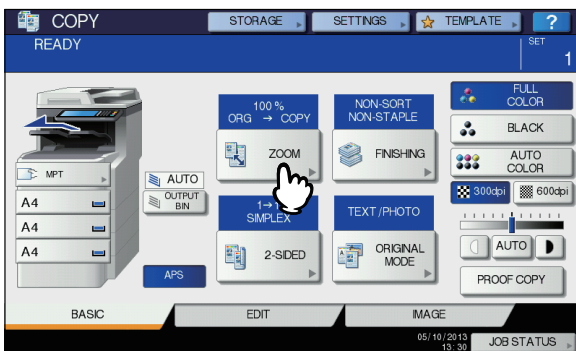 COPY
STORAGE
SETTINGS
TEMPLATE
?
READY
SET
1
100 %
ORG → COPY
NON-SORT
NON-STAPLE
FULL
COLOR
BLACK
ZOOM
FINISHING
AUTO
COLOR
MPT
AUTO
OUTPUT
BIN
300dpi
600dpi
A4
A4
A4
1→1
SIMPLEX
TEXT/PHOTO
2-SIDED
ORIGINAL
MODE
AUTO
APS
PROOF COPY
BASIC
EDIT
IMAGE
05/10/2013
13:30
JOB STATUS